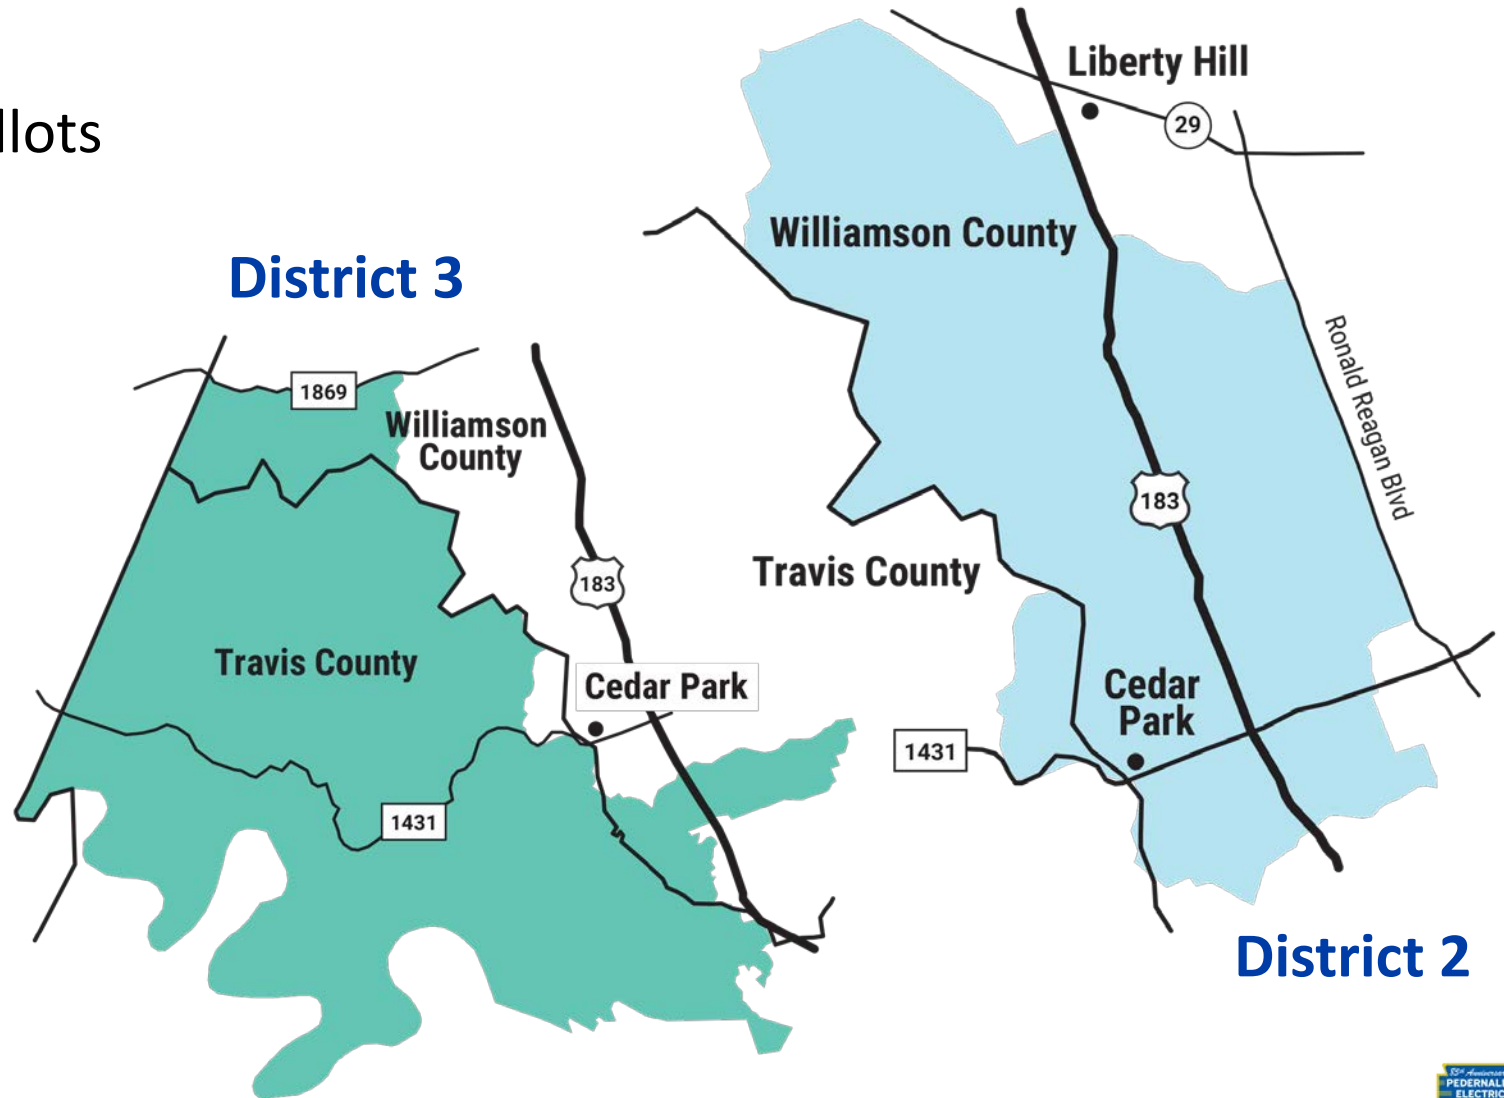 District 3
1869
Williamson
County
183
Travis County
Cedar Park
1431
Liberty Hill
29
Williamson County
Ronald Reagan Blvd
183
Travis County
Cedar
Park
1431
District 2